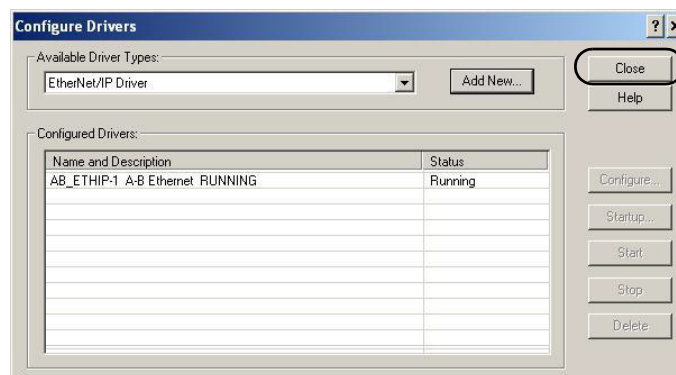 Configure Drivers
Available Driver Types:
EtherNet/IP Driver
Add New...
Close
Help
Configured Drivers:
Name and Description Status
AB_ETHIP-1 A-B Ethernet RUNNING Running
Configure...
Startup...
Start
Stop
Delete